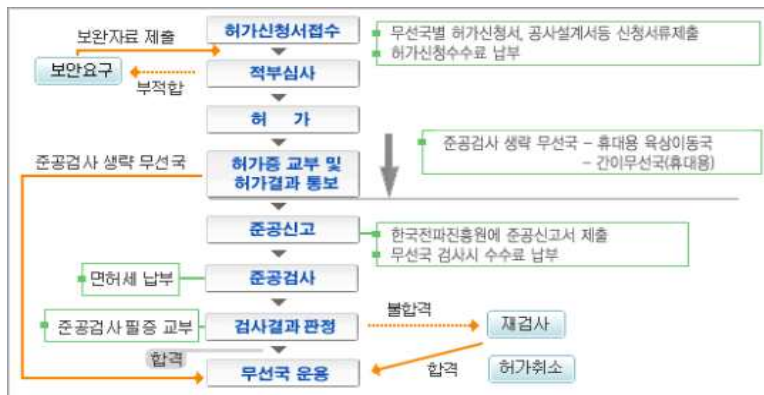 허가신청서접수
무선국별 허가신청서, 공사설계서등 신청서류제출
허가신청수수료 납부
보완자료 제출
보안요구
부적합
적부심사
허 가
준공검사 생략 무선국 - 휴대용 육상이동국
- 간이무선국(휴대용)
준공검사 생략 무선국
허가증 교부 및
허가결과 통보
준공신고
한국전파진흥원에 준공신고서 제출
무선국 검사시 수수료 납부
면허세 납부
준공검사
준공검사 필증 교부
검사결과 판정
불합격
재검사
합격
무선국 운용
합격
허가취소